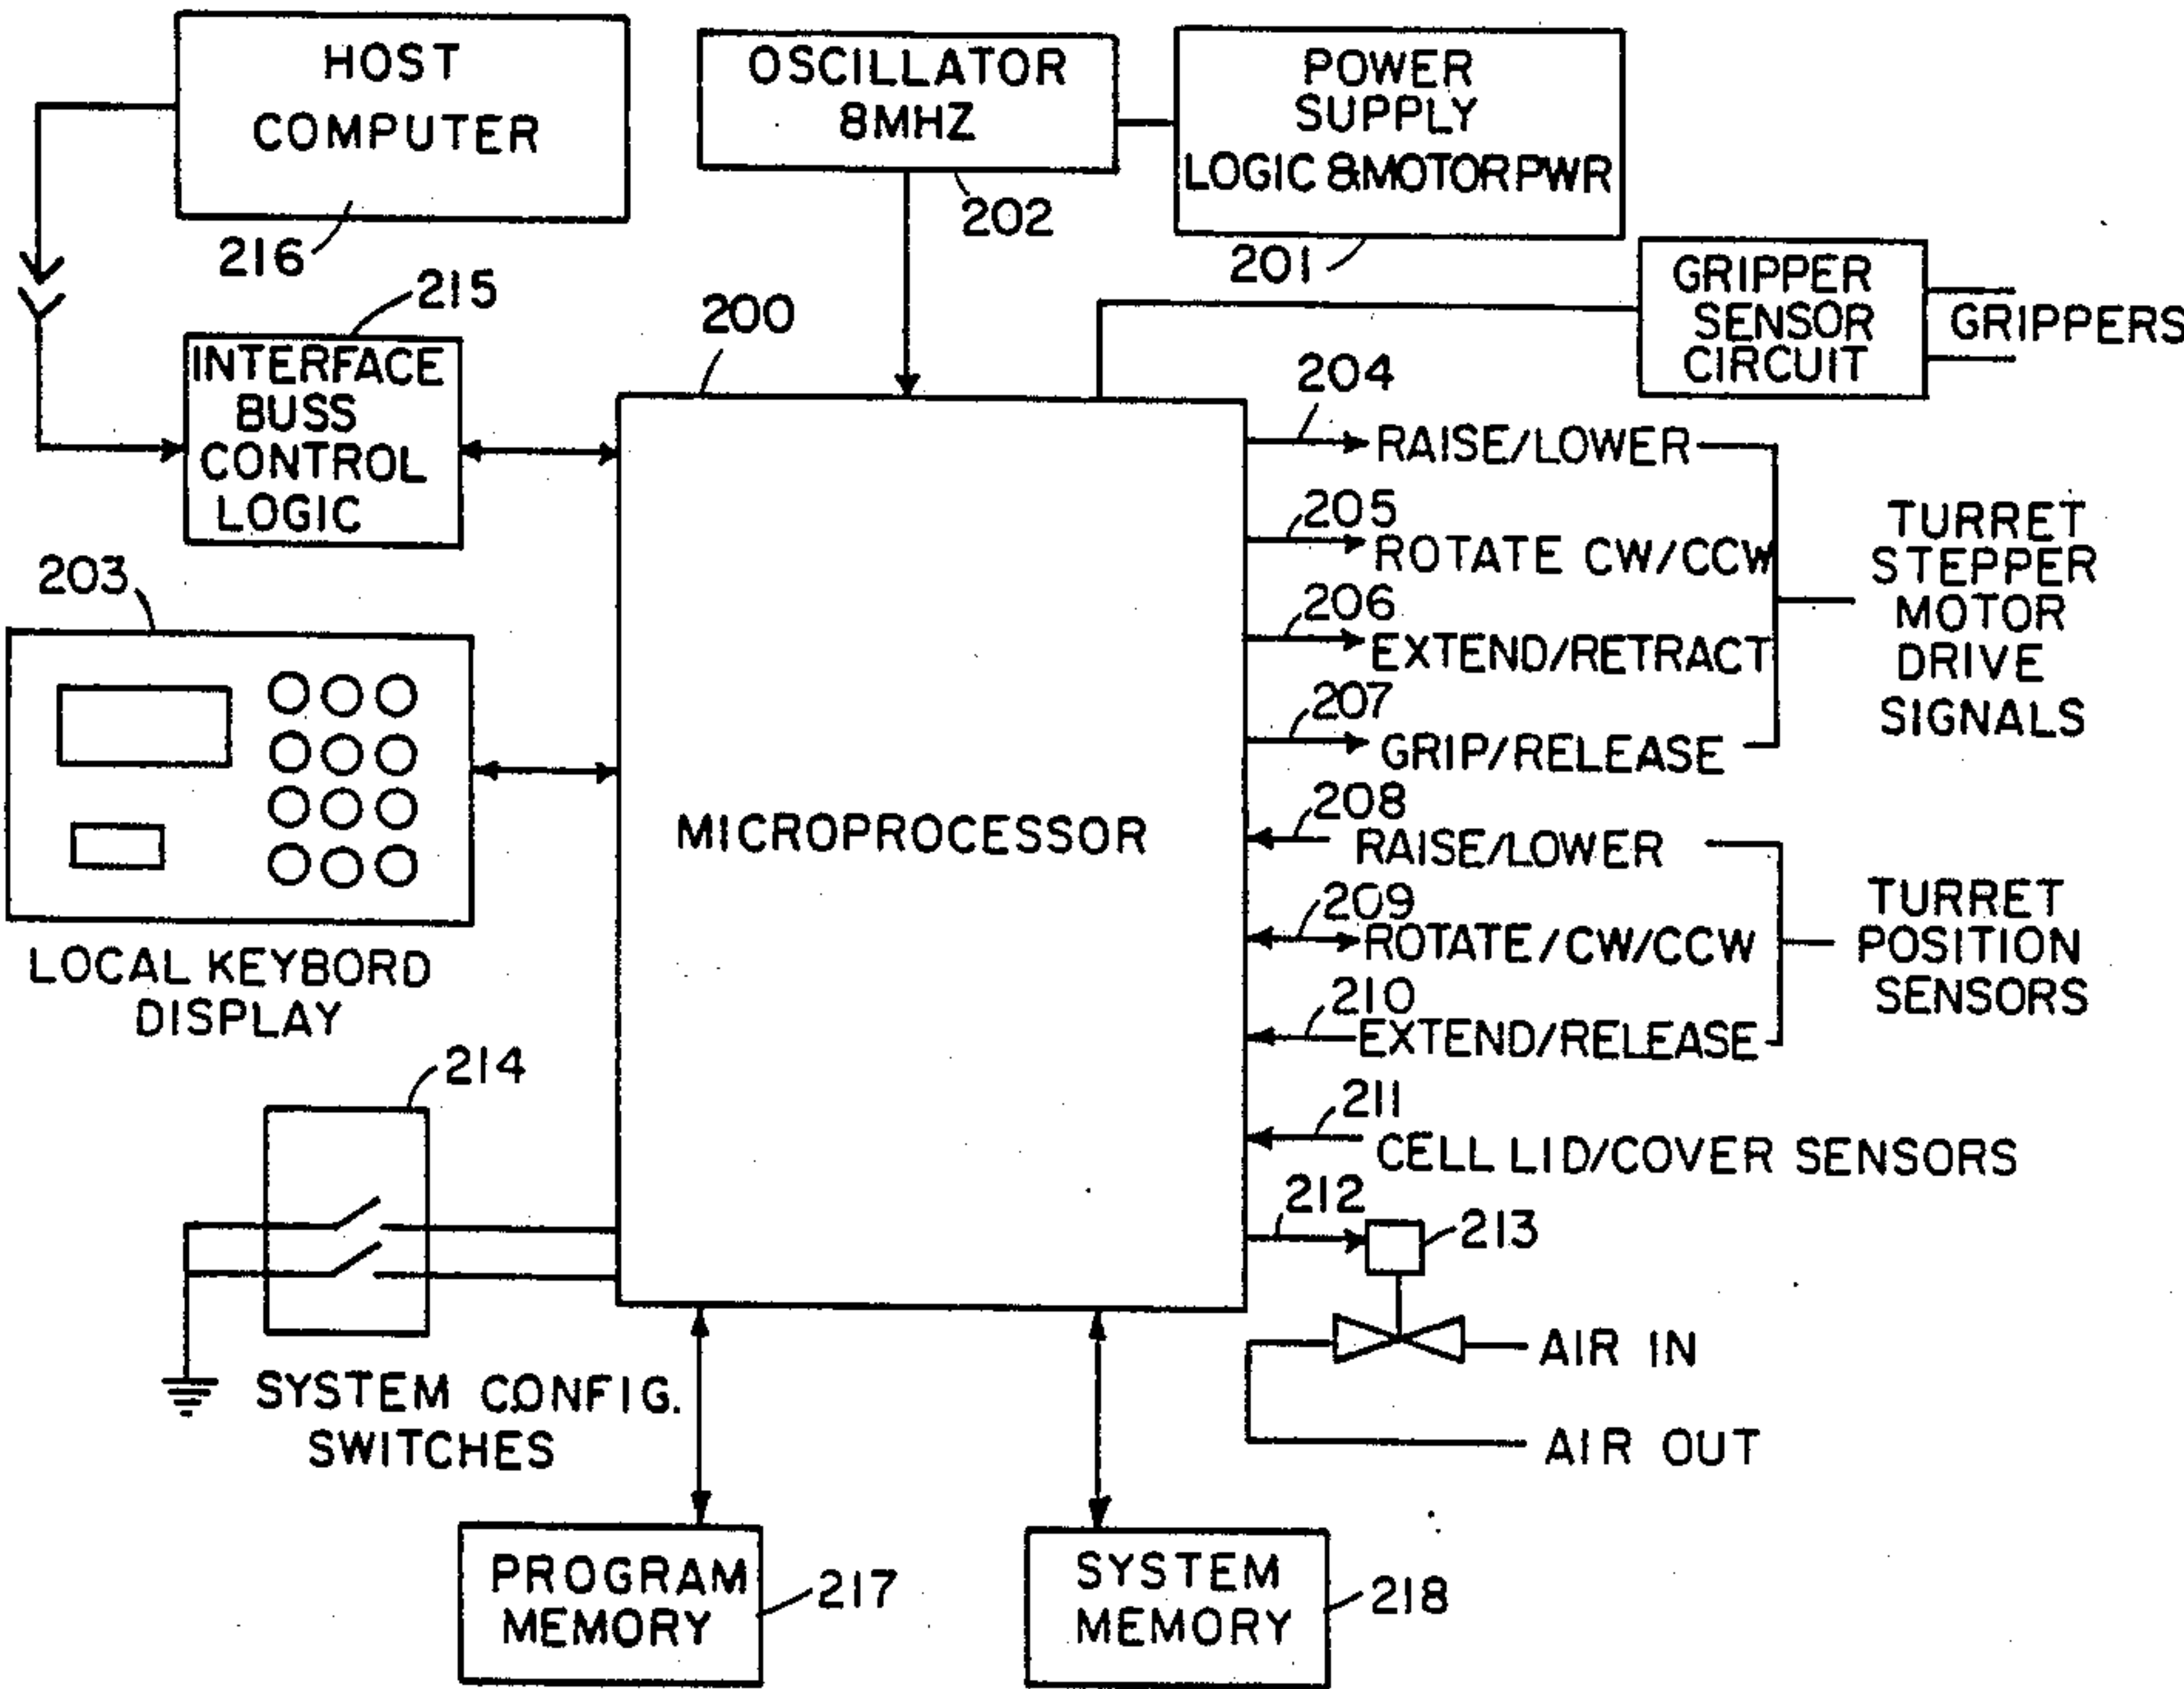 HOST
COMPUTER
216
OSCILLATOR
8MHZ
202
POWER
SUPPLY
LOGIC &MOTOR PWR
201
GRIPPER
SENSOR
CIRCUIT
GRIPPERS
215
INTERFACE
BUSS
CONTROL
LOGIC
200
MICROPROCESSOR
203
LOCAL KEYBORD
DISPLAY
204
RAISE/LOWER
205
ROTATE CW/CCW
206
EXTEND/RETRACT
207
GRIP/RELEASE
TURRET
STEPPER
MOTOR
DRIVE
SIGNALS
208
RAISE/LOWER
209
ROTATE/CW/CCW
210
EXTEND/RELEASE
TURRET
POSITION
SENSORS
211
CELL LID/COVER SENSORS
212
213
AIR IN
AIR OUT
214
SYSTEM CONFIG.
SWITCHES
PROGRAM
MEMORY
217
SYSTEM
MEMORY
218